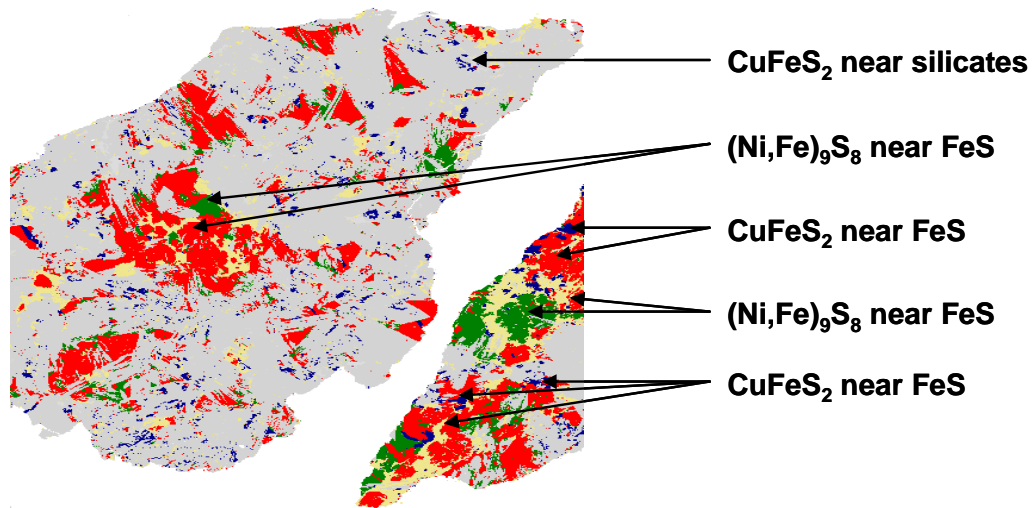 CuFeS₂ near silicates
(Ni,Fe)₉S₈ near FeS
CuFeS₂ near FeS
(Ni,Fe)₉S₈ near FeS
CuFeS₂ near FeS